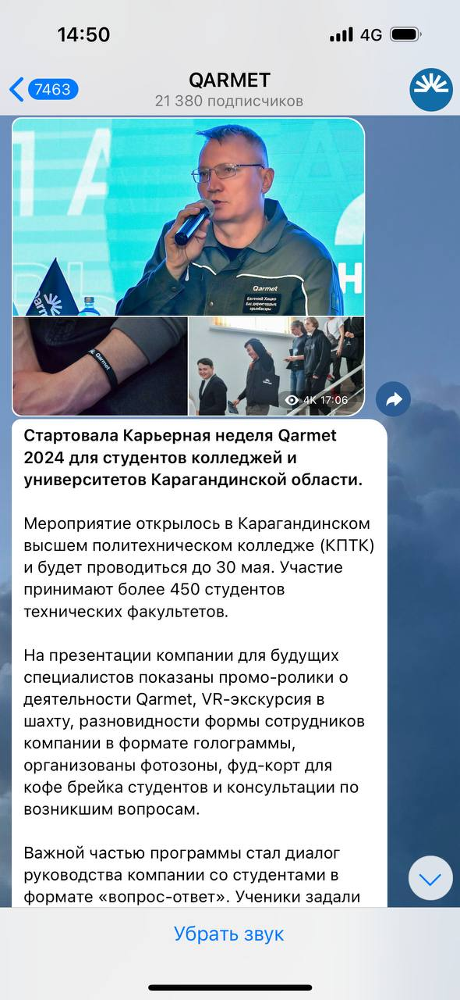 14:50
4G
7463
QARMET
21 380 подписчиков
ТА
Qarmet
Евгений Хицко
Бас директордың
орынбасары
Н
Qarmet
Qarmet
4K 17:06
Стартовала Карьерная неделя Qarmet
2024 для студентов колледжей и
университетов Карагандинской области.
Мероприятие открылось в Карагандинском
высшем политехническом колледже (КПТК)
и будет проводиться до 30 мая. Участие
принимают более 450 студентов
технических факультетов.
На презентации компании для будущих
специалистов показаны промо-ролики о
деятельности Qarmet, VR-экскурсия в
шахту, разновидности формы сотрудников
компании в формате голограммы,
организованы фотозоны, фуд-корт для
кофе брейка студентов и консультации по
возникшим вопросам.
Важной частью программы стал диалог
руководства компании со студентами в
формате «вопрос-ответ». Ученики задали
Убрать звук